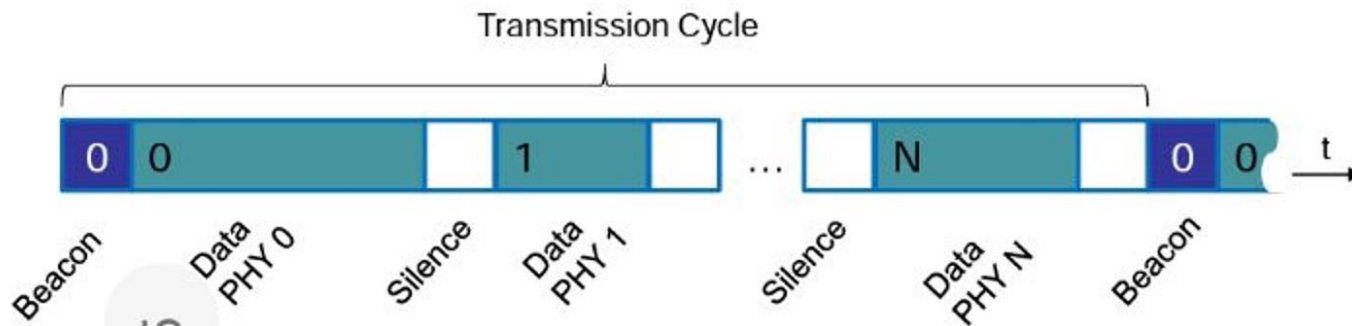 Transmission Cycle
0 0 1 ... N 0 0 t
Beacon
Data
PHY 0
Silence
Data
PHY 1
Silence
Data
PHY N
Beacon